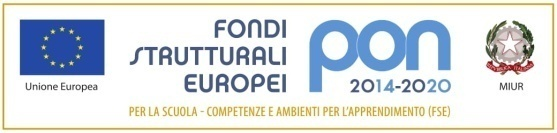 Unione Europea
FONDI
STRUTTURALI
EUROPEI
pon
2014-2020
MIUR
PER LA SCUOLA - COMPETENZE E AMBIENTI PER L'APPRENDIMENTO (FSE)